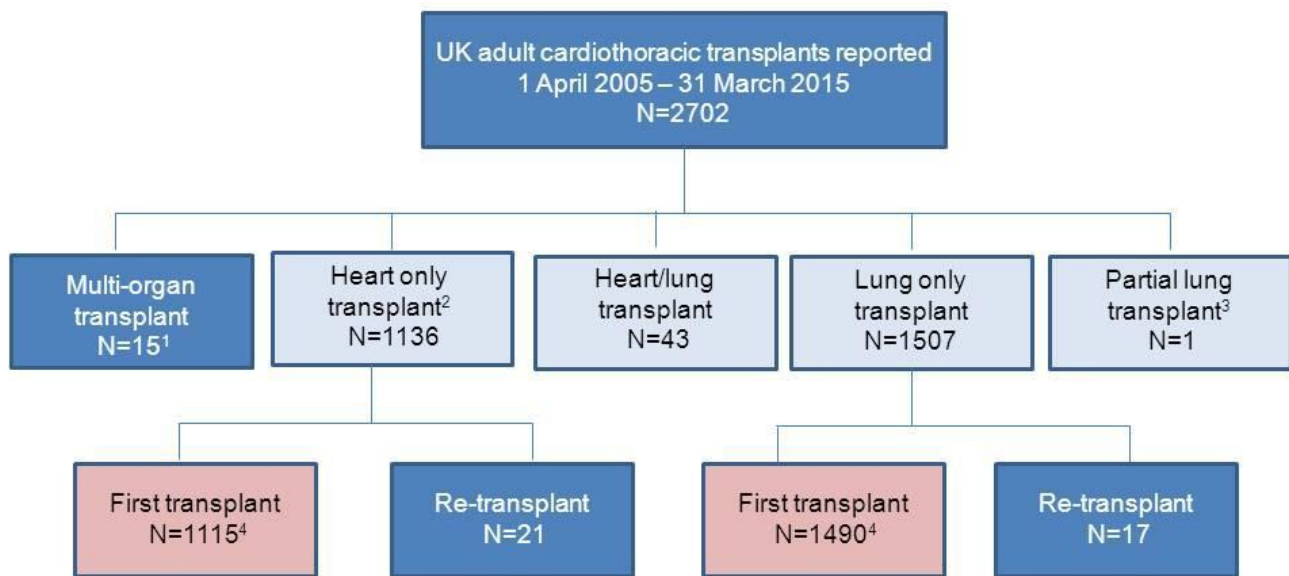 UK adult cardiothoracic transplants reported
1 April 2005 – 31 March 2015
N=2702
Multi-organ
transplant
N=15¹
Heart only
transplant²
N=1136
Heart/lung
transplant
N=43
Lung only
transplant
N=1507
Partial lung
transplant³
N=1
First transplant
N=1115⁴
Re-transplant
N=21
First transplant
N=1490⁴
Re-transplant
N=17